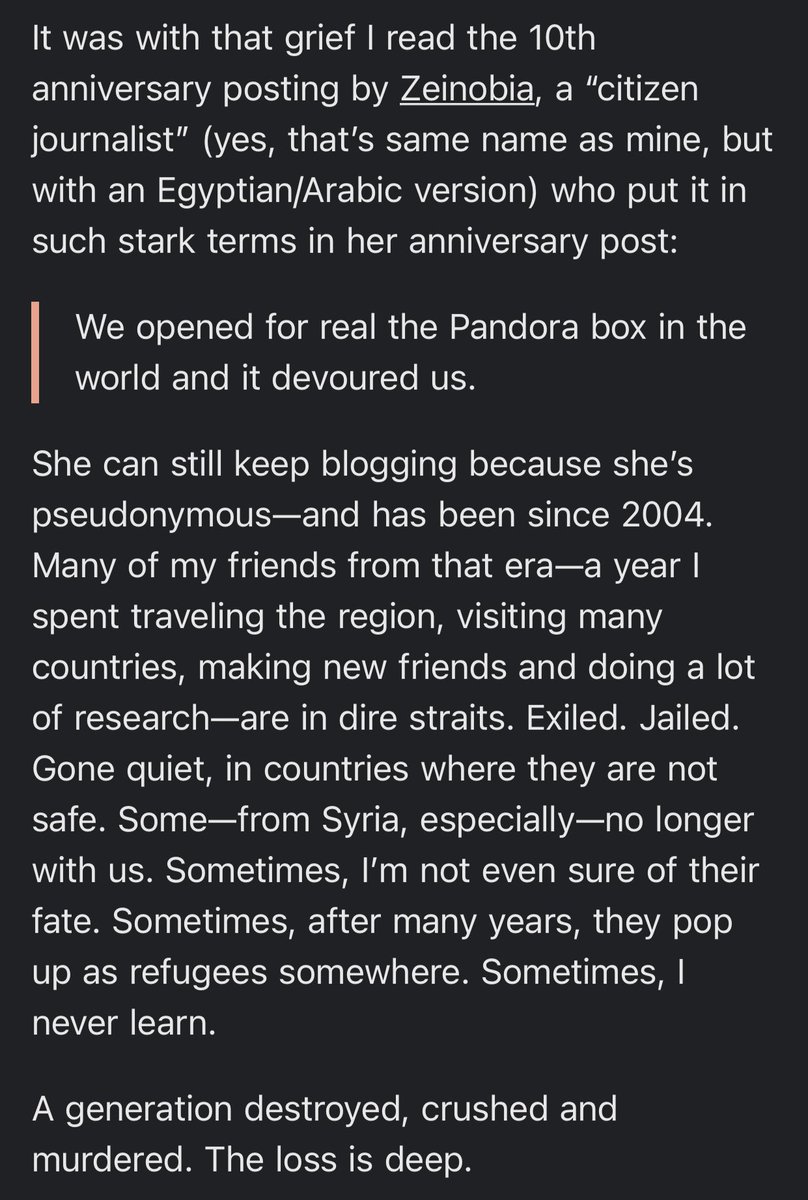 It was with that grief I read the 10th
anniversary posting by Zeinobia, a “citizen
journalist” (yes, that’s same name as mine, but
with an Egyptian/Arabic version) who put it in
such stark terms in her anniversary post:
We opened for real the Pandora box in the
world and it devoured us.
She can still keep blogging because she’s
pseudonymous—and has been since 2004.
Many of my friends from that era—a year I
spent traveling the region, visiting many
countries, making new friends and doing a lot
of research—are in dire straits. Exiled. Jailed.
Gone quiet, in countries where they are not
safe. Some—from Syria, especially—no longer
with us. Sometimes, I’m not even sure of their
fate. Sometimes, after many years, they pop
up as refugees somewhere. Sometimes, I
never learn.
A generation destroyed, crushed and
murdered. The loss is deep.